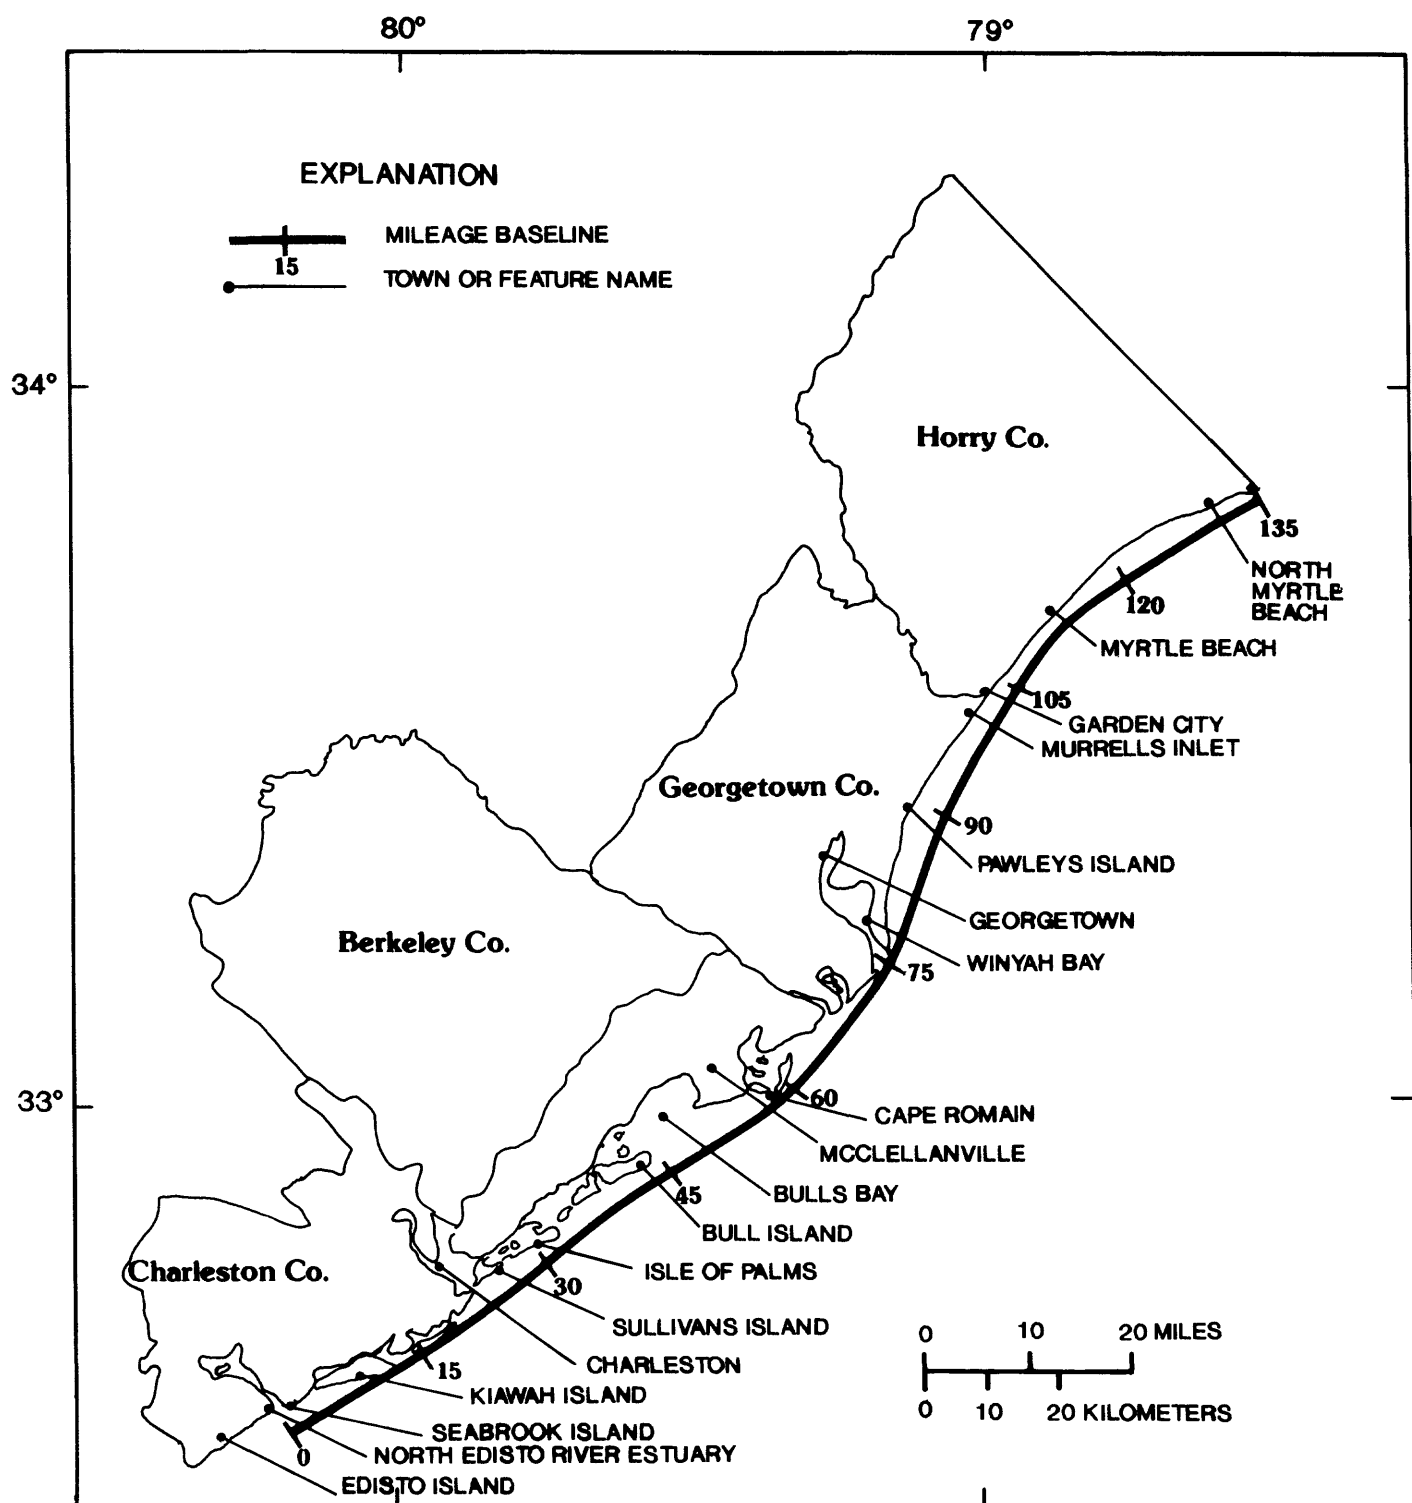 80°
79°
EXPLANATION
MILEAGE BASELINE
15
TOWN OR FEATURE NAME
34°
Horry Co.
135
NORTH
MYRTLE
BEACH
120
MYRTLE BEACH
105
GARDEN CITY
MURRELLS INLET
Georgetown Co.
90
PAWLEYS ISLAND
GEORGETOWN
Berkeley Co.
WINYAH BAY
75
33°
60
CAPE ROMAIN
MCCLELLANVILLE
45
BULLS BAY
BULL ISLAND
Charleston Co.
ISLE OF PALMS
30
SULLIVANS ISLAND
0 10 20 MILES
CHARLESTON
15
KIAWAH ISLAND
0 10 20 KILOMETERS
SEABROOK ISLAND
0
NORTH EDISTO RIVER ESTUARY
EDISTO ISLAND